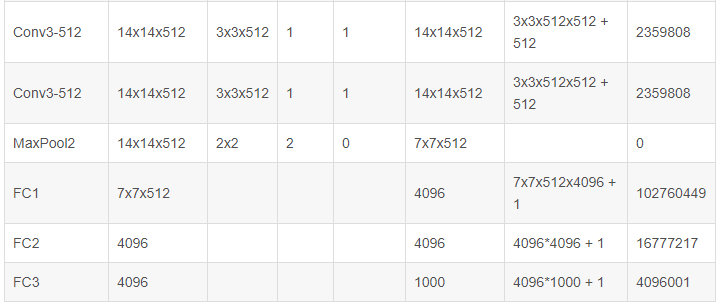 Conv3-512 14x14x512 3x3x512 1 1 14x14x512 3x3x512x512 + 512 2359808
Conv3-512 14x14x512 3x3x512 1 1 14x14x512 3x3x512x512 + 512 2359808
MaxPool2 14x14x512 2x2 2 0 7x7x512 0
FC1 7x7x512 4096 7x7x512x4096 + 1 102760449
FC2 4096 4096 4096*4096 + 1 16777217
FC3 4096 1000 4096*1000 + 1 4096001